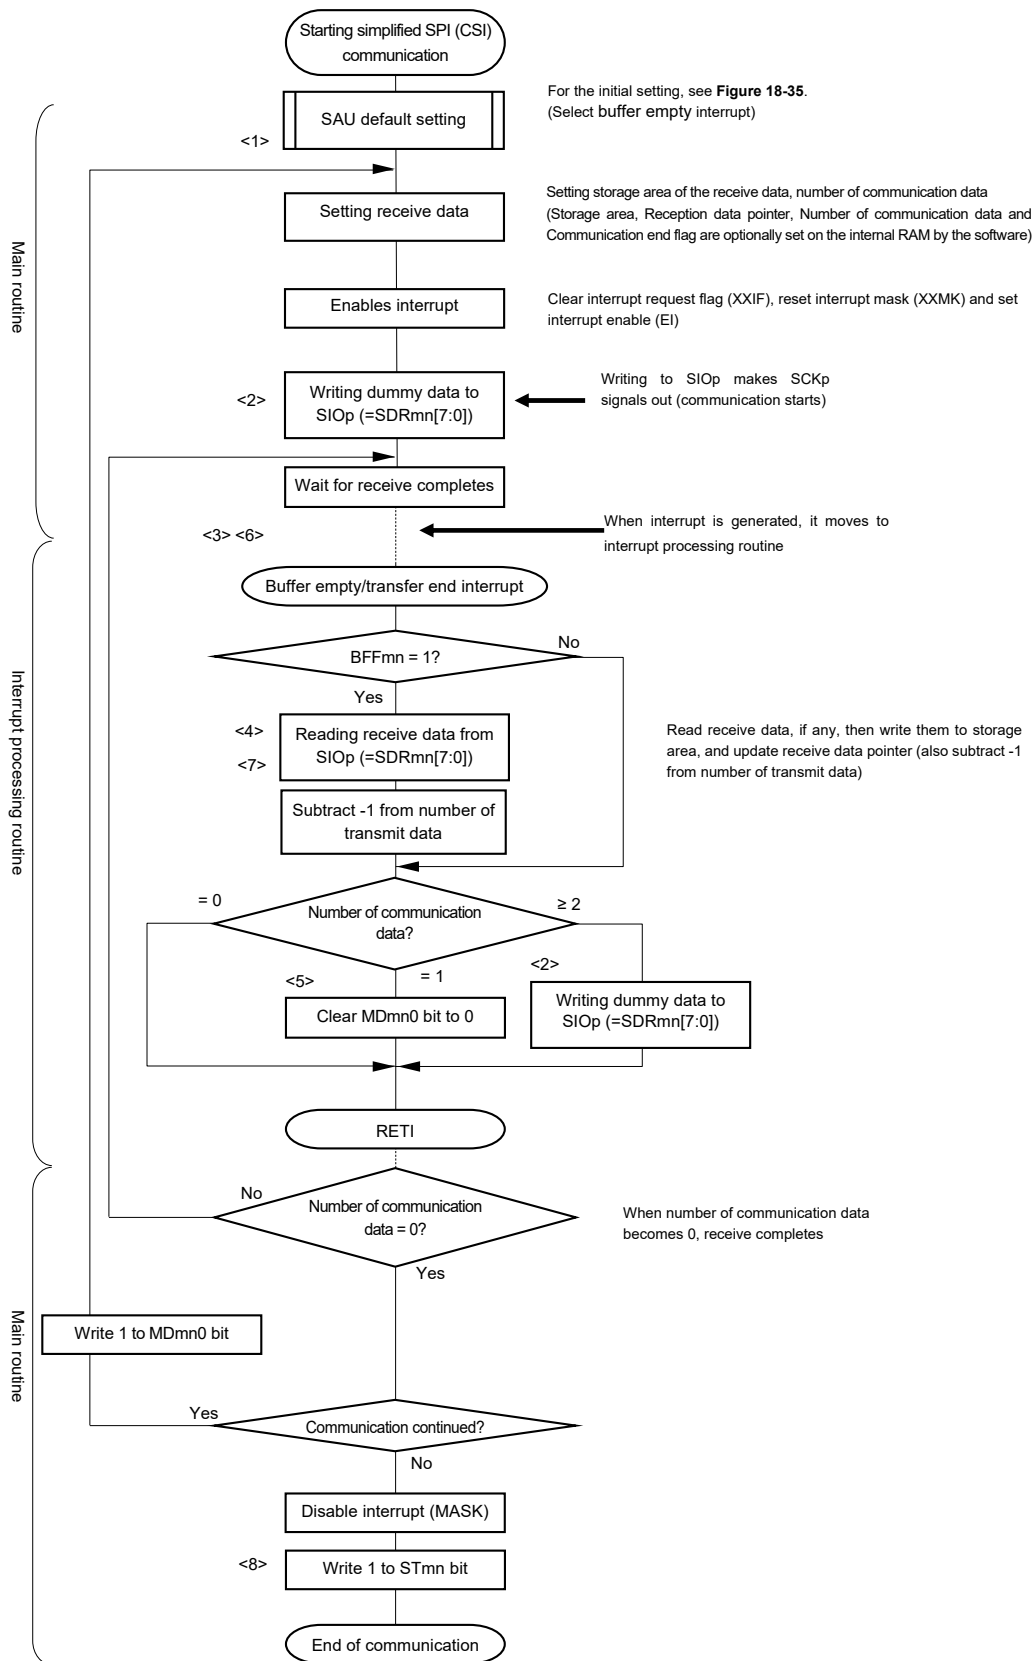 Starting simplified SPI (CSI)
communication
For the initial setting, see Figure 18-35.
(Select buffer empty interrupt)
SAU default setting
<1>
Setting receive data
Setting storage area of the receive data, number of communication data
(Storage area, Reception data pointer, Number of communication data and
Communication end flag are optionally set on the internal RAM by the software)
Main routine
Enables interrupt
Clear interrupt request flag (XXIF), reset interrupt mask (XXMK) and set
interrupt enable (EI)
<2>
Writing dummy data to
SIOp (=SDRmn[7:0])
Writing to SIOp makes SCKp
signals out (communication starts)
Wait for receive completes
<3> <6>
When interrupt is generated, it moves to
interrupt processing routine
Buffer empty/transfer end interrupt
BFFmn = 1?
No
Yes
Interrupt processing routine
<4>
<7>
Reading receive data from
SIOp (=SDRmn[7:0])
Read receive data, if any, then write them to storage
area, and update receive data pointer (also subtract -1
from number of transmit data)
Subtract -1 from number of
transmit data
= 0
Number of communication
data?
≥ 2
= 1
<5>
Clear MDmn0 bit to 0
<2>
Writing dummy data to
SIOp (=SDRmn[7:0])
RETI
No
Number of communication
data = 0?
When number of communication data
becomes 0, receive completes
Yes
Main routine
Write 1 to MDmn0 bit
Yes
Communication continued?
No
Disable interrupt (MASK)
<8>
Write 1 to STmn bit
End of communication